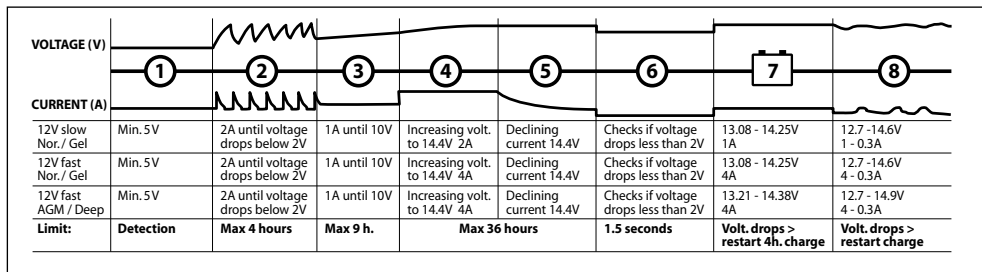 VOLTAGE (V)
1 2 3 4 5 6 7 8
CURRENT (A)
12V slow Min. 5V 2A until voltage 1A until 10V Increasing volt. Declining Checks if voltage 13.08 - 14.25V 12.7 -14.6V
Nor. / Gel drops below 2V to 14.4V 2A current 14.4V drops less than 2V 1A 1 - 0.3A
12V fast Min. 5V 2A until voltage 1A until 10V Increasing volt. Declining Checks if voltage 13.08 - 14.25V 12.7 -14.6V
Nor. / Gel drops below 2V to 14.4V 4A current 14.4V drops less than 2V 4A 4 - 0.3A
12V fast Min. 5V 2A until voltage 1A until 10V Increasing volt. Declining Checks if voltage 13.21 - 14.38V 12.7 - 14.9V
AGM / Deep drops below 2V to 14.4V 4A current 14.4V drops less than 2V 4A 4 - 0.3A
Limit: Detection Max 4 hours Max 9 h. Max 36 hours 1.5 seconds Volt. drops > Volt. drops >
restart 4h. charge restart charge